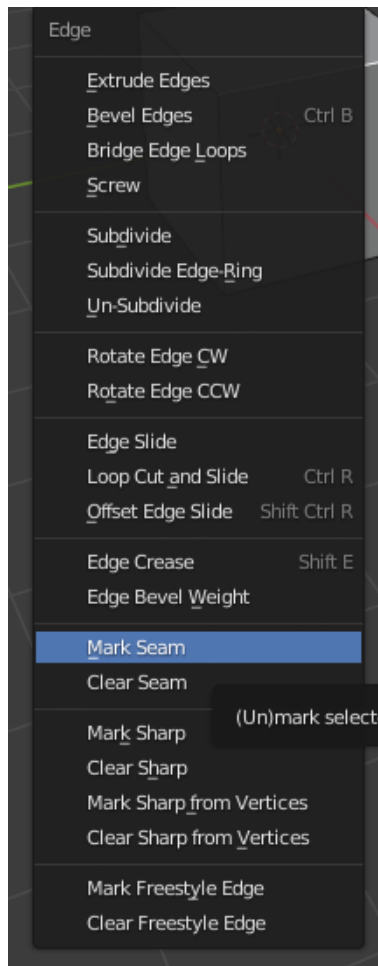 Edge
Extrude Edges
Bevel Edges Ctrl B
Bridge Edge Loops
Screw
Subdivide
Subdivide Edge-Ring
Un-Subdivide
Rotate Edge CW
Rotate Edge CCW
Edge Slide
Loop Cut and Slide Ctrl R
Offset Edge Slide Shift Ctrl R
Edge Crease Shift E
Edge Bevel Weight
Mark Seam
Clear Seam
(Un)mark select
Mark Sharp
Clear Sharp
Mark Sharp from Vertices
Clear Sharp from Vertices
Mark Freestyle Edge
Clear Freestyle Edge